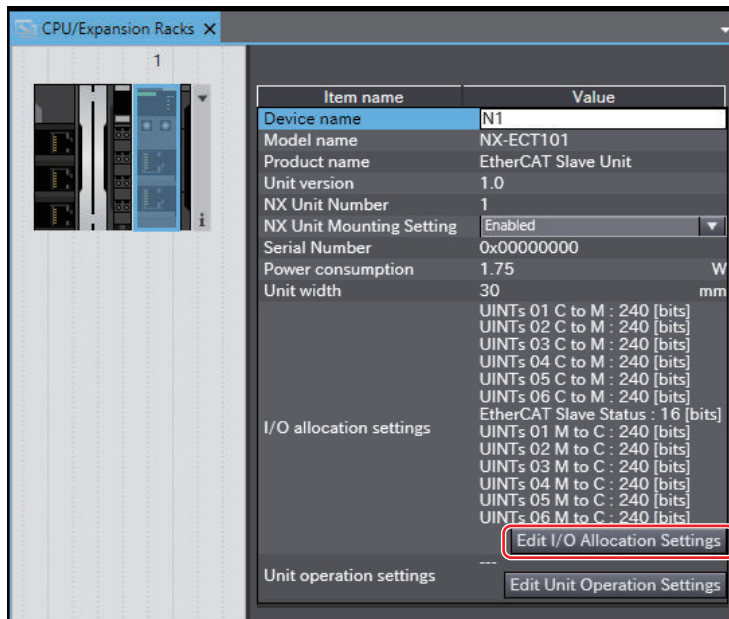 CPU/Expansion Racks ×
1
Item name Value
Device name N1
Model name NX-ECT101
Product name EtherCAT Slave Unit
Unit version 1.0
NX Unit Number 1
NX Unit Mounting Setting Enabled
Serial Number 0x00000000
Power consumption 1.75 W
Unit width 30 mm
I/O allocation settings
UINTs 01 C to M : 240 [bits]
UINTs 02 C to M : 240 [bits]
UINTs 03 C to M : 240 [bits]
UINTs 04 C to M : 240 [bits]
UINTs 05 C to M : 240 [bits]
UINTs 06 C to M : 240 [bits]
EtherCAT Slave Status : 16 [bits]
UINTs 01 M to C : 240 [bits]
UINTs 02 M to C : 240 [bits]
UINTs 03 M to C : 240 [bits]
UINTs 04 M to C : 240 [bits]
UINTs 05 M to C : 240 [bits]
UINTs 06 M to C : 240 [bits]
Edit I/O Allocation Settings
Unit operation settings ---
Edit Unit Operation Settings
i